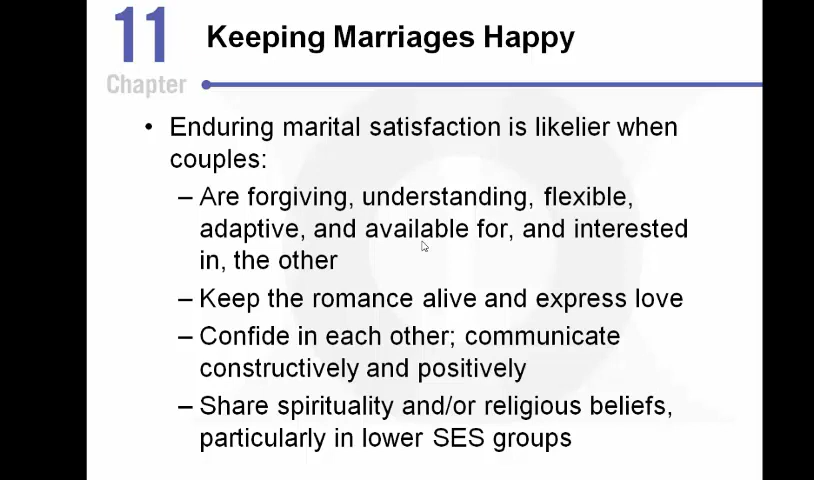 11
Chapter
Keeping Marriages Happy
• Enduring marital satisfaction is likelier when
couples:
– Are forgiving, understanding, flexible,
adaptive, and available for, and interested
in, the other
– Keep the romance alive and express love
– Confide in each other; communicate
constructively and positively
– Share spirituality and/or religious beliefs,
particularly in lower SES groups